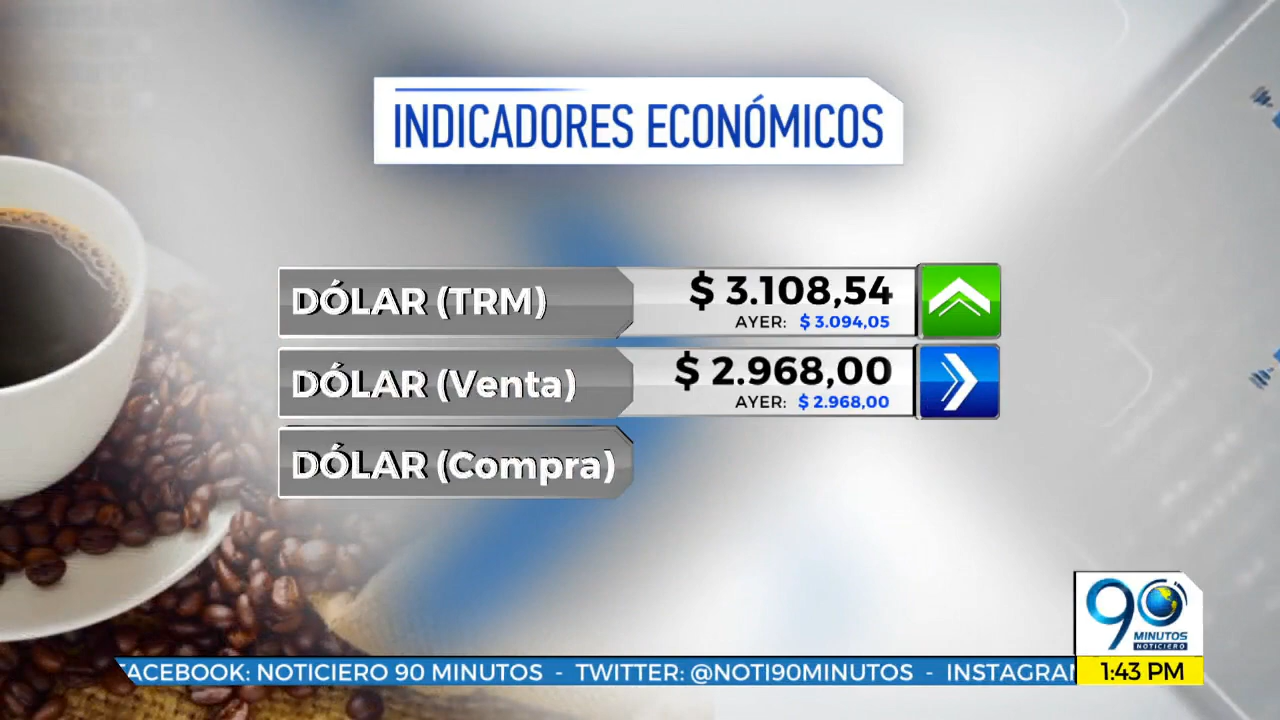 INDICADORES ECONÓMICOS
DÓLAR (TRM)
$ 3.108,54
AYER: $ 3.094,05
DÓLAR (Venta)
$ 2.968,00
AYER: $ 2.968,00
DÓLAR (Compra)
90
MINUTOS
NOTICIERO
FACEBOOK: NOTICIERO 90 MINUTOS - TWITTER: @NOTI90MINUTOS - INSTAGRA
1:43 PM